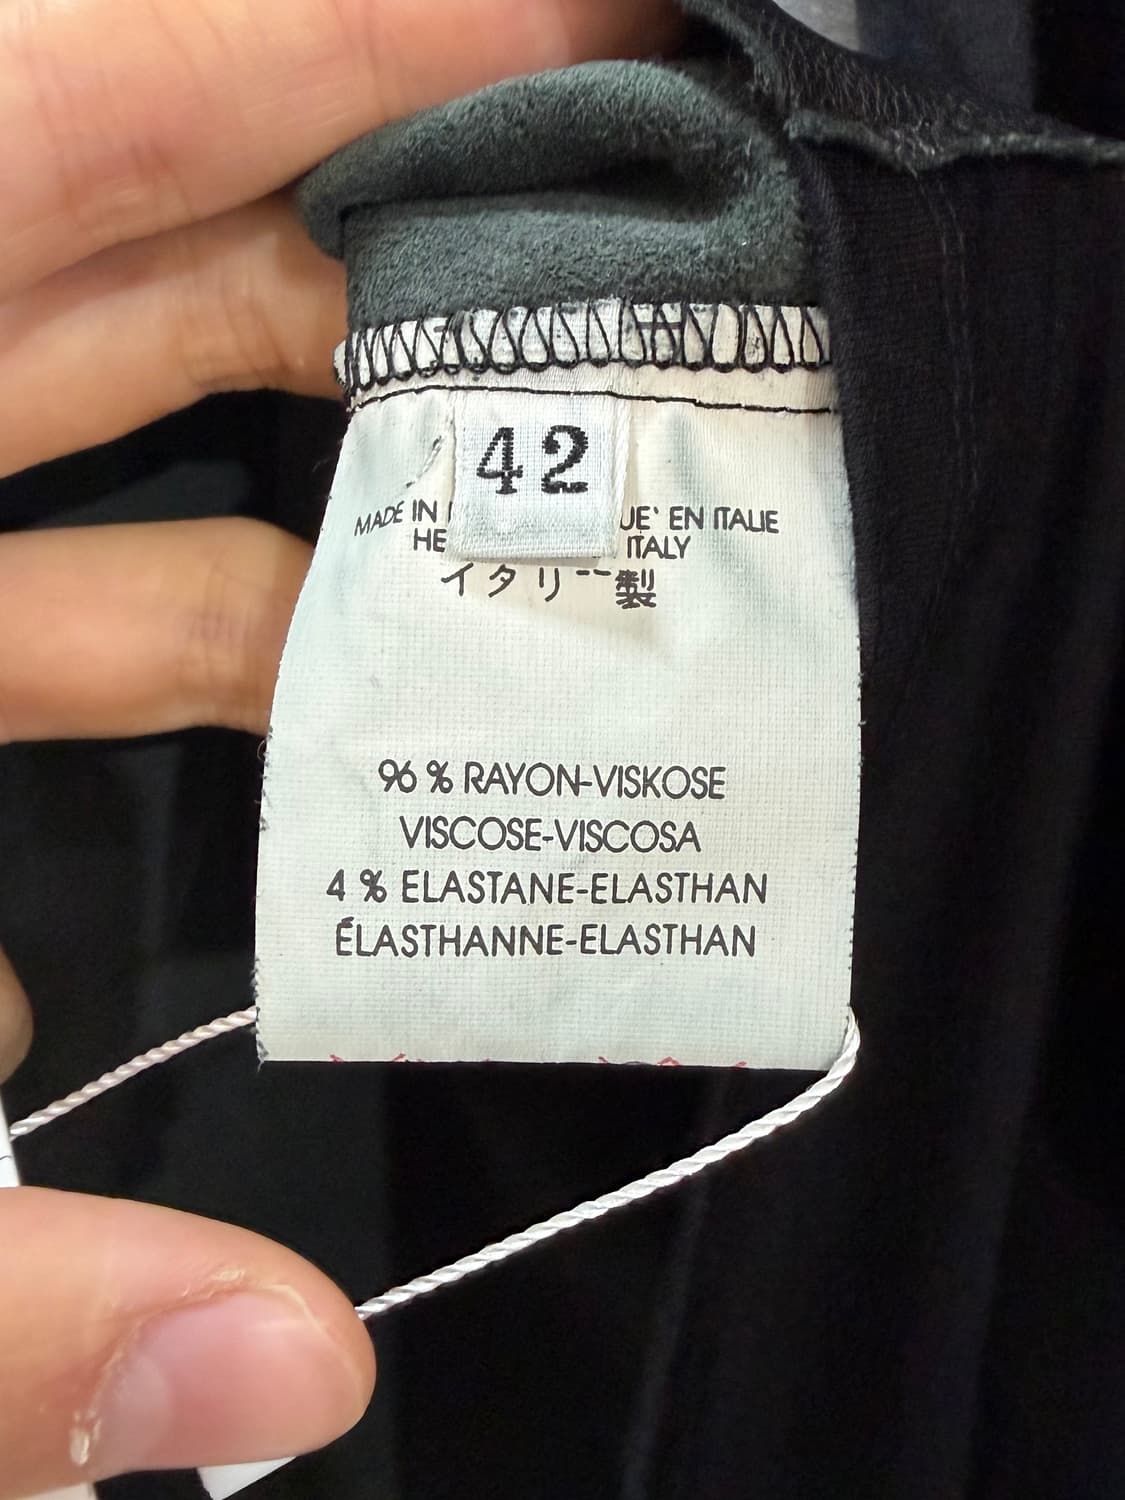 42
MADE IN UE` EN ITALIE
HE ITALY
イタリー製
96 % RAYON-VISKOSE
VISCOSE-VISCOSA
4 % ELASTANE-ELASTHAN
ÉLASTHANNE-ELASTHAN